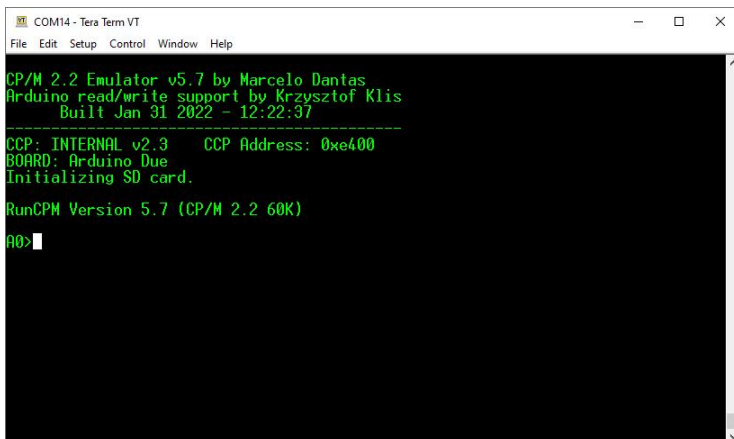 COM14 - Tera Term VT
File Edit Setup Control Window Help
CP/M 2.2 Emulator v5.7 by Marcelo Dantas
Arduino read/write support by Krzysztof Klis
Built Jan 31 2022 - 12:22:37
--------------------------------------------
CCP: INTERNAL v2.3 CCP Address: 0xe400
BOARD: Arduino Due
Initializing SD card.
RunCPM Version 5.7 (CP/M 2.2 60K)
A0>